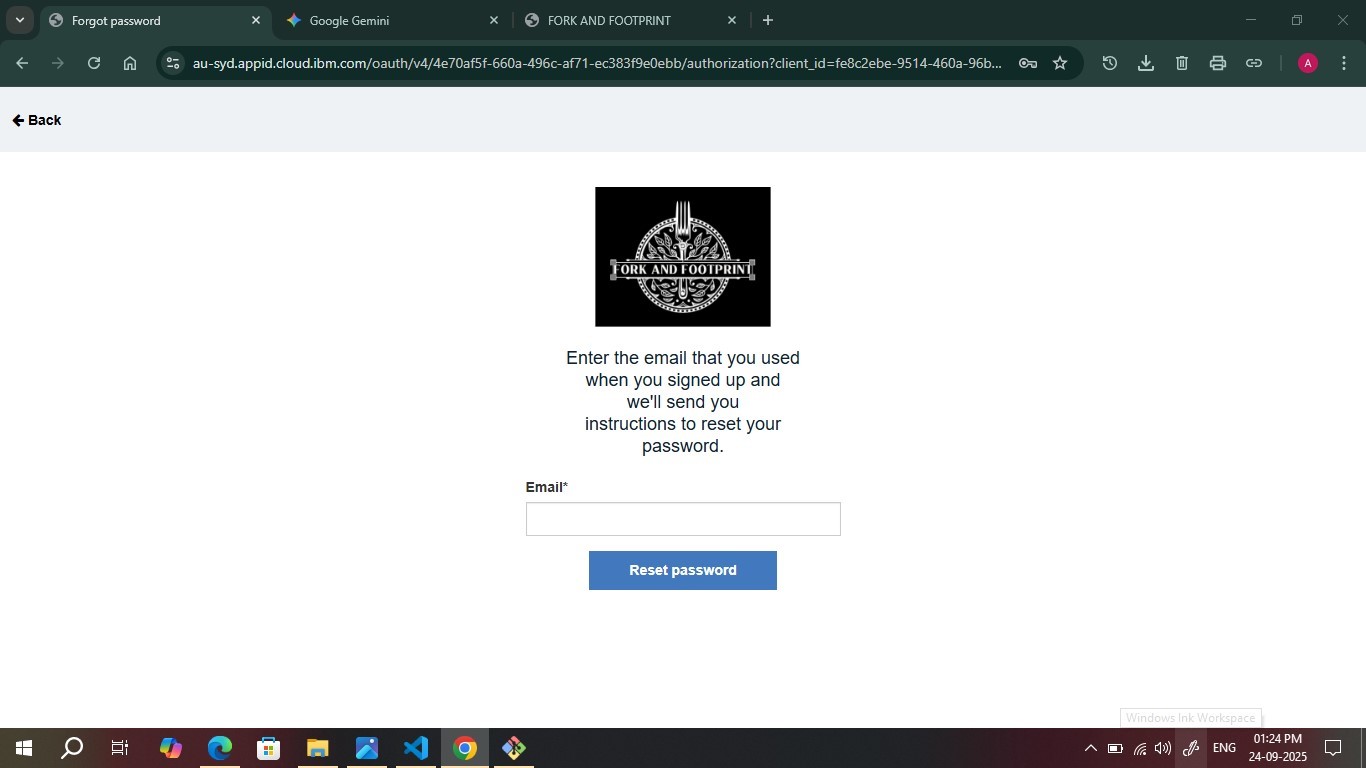 Forgot password
Google Gemini
FORK AND FOOTPRINT
au-syd.appid.cloud.ibm.com/oauth/v4/4e70af5f-660a-496c-af71-ec383f9e0ebb/authorization?client_id=fe8c2ebe-9514-460a-96b...
A
Back
FORK AND FOOTPRINT
Enter the email that you used
when you signed up and
we'll send you
instructions to reset your
password.
Email*
Reset password
Windows Ink Workspace
ENG
01:24 PM
24-09-2025